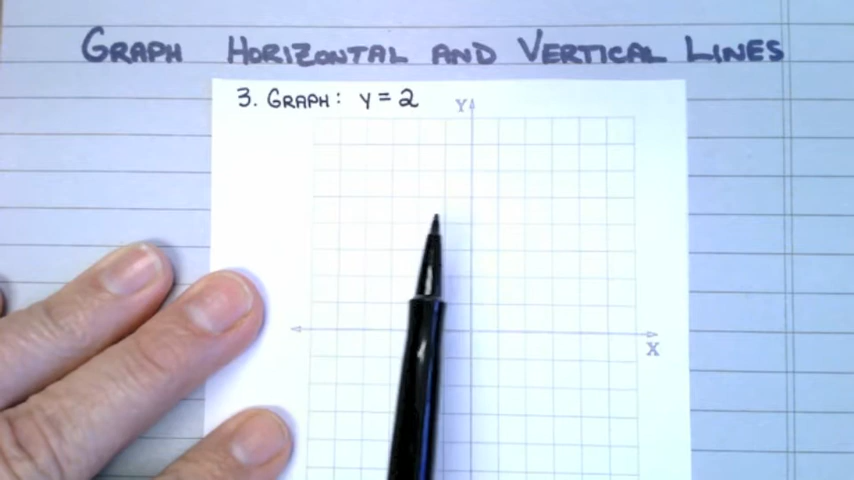 GRAPH HORIZONTAL AND VERTICAL LINES
3. GRAPH: y = 2
Y
X